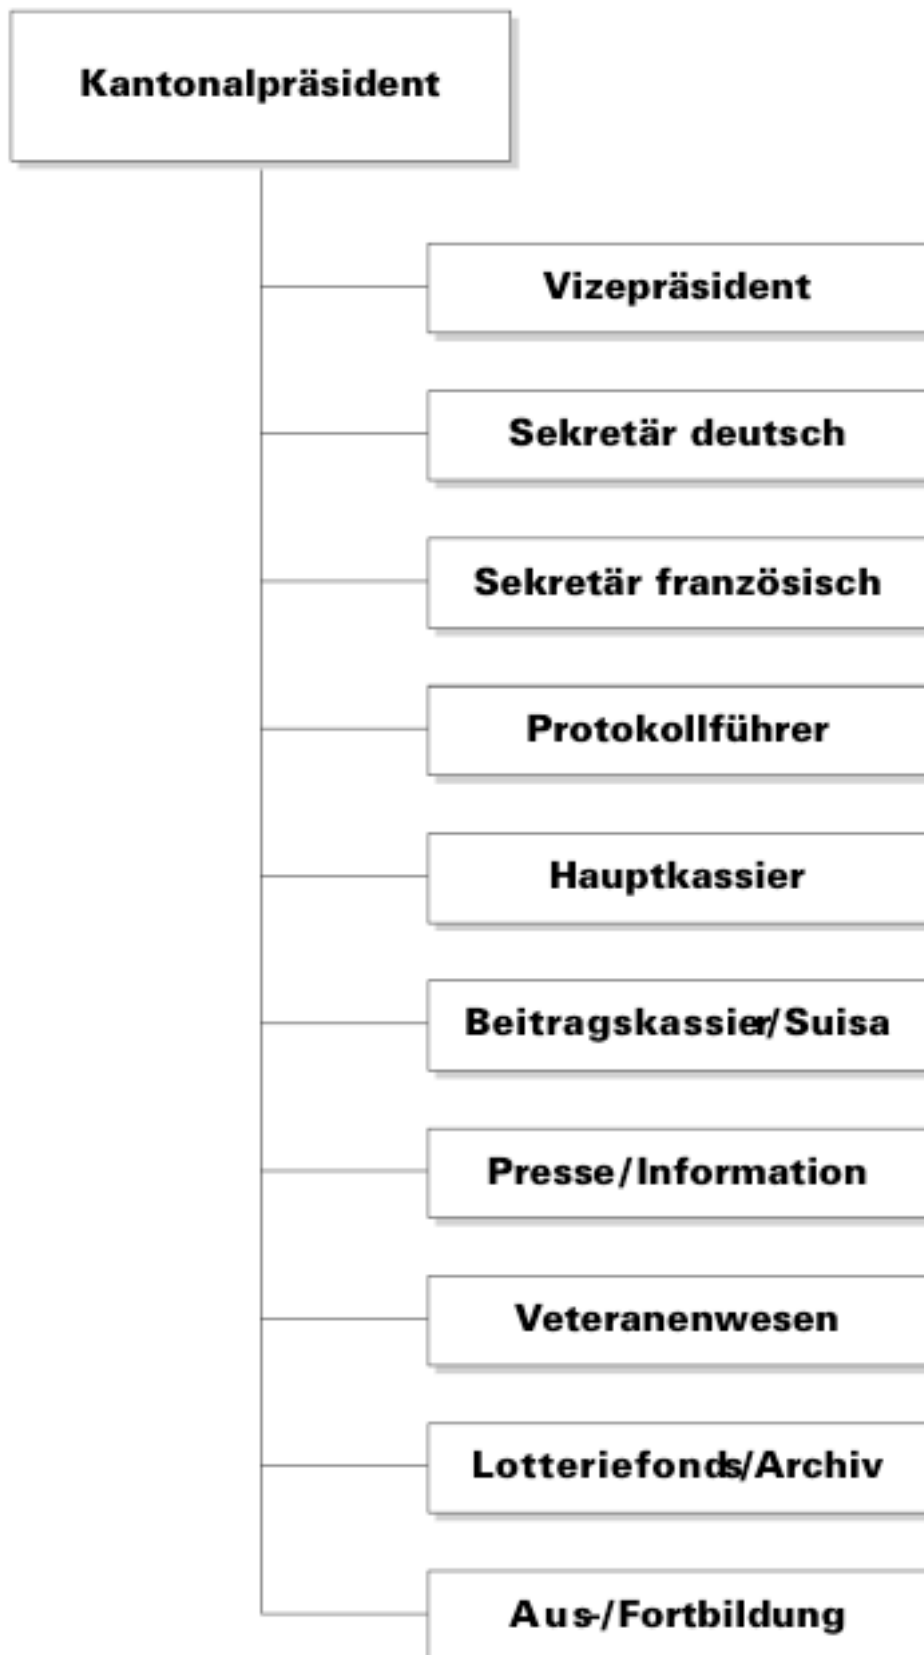 Kantonalpräsident
Vizepräsident
Sekretär deutsch
Sekretär französisch
Protokollführer
Hauptkassier
Beitragskassier/Suisa
Presse/Information
Veteranenwesen
Lotteriefonds/Archiv
Aus-/Fortbildung